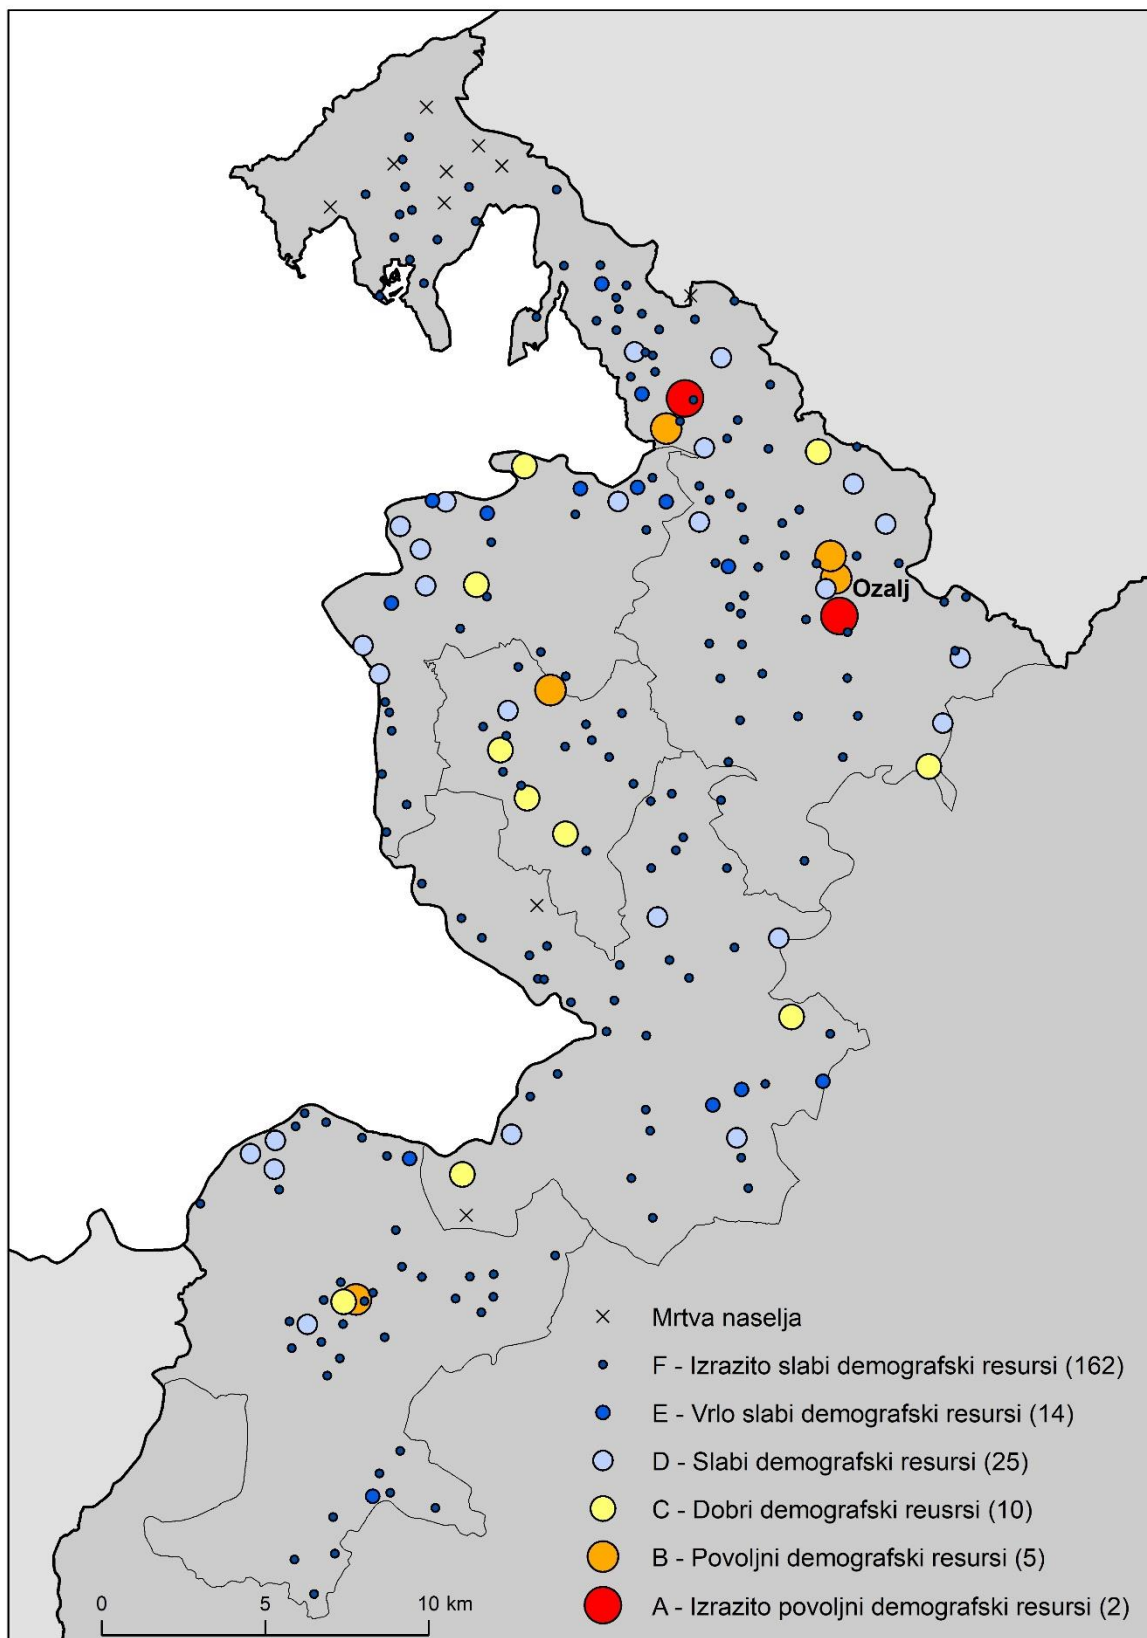 Ozalj
Mrtva naselja
F - Izrazito slabi demografski resursi (162)
E - Vrlo slabi demografski resursi (14)
D - Slabi demografski resursi (25)
C - Dobri demografski reusrsi (10)
B - Povoljni demografski resursi (5)
A - Izrazito povoljni demografski resursi (2)
0 5 10 km